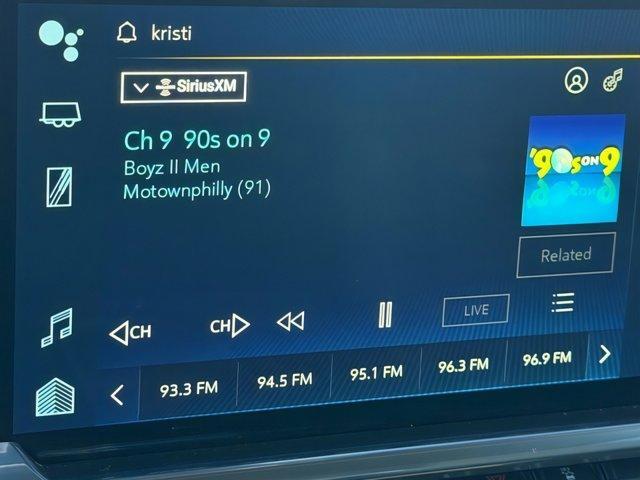 kristi
SiriusXM
Ch 9 90s on 9
Boyz II Men
Motownphilly (91)
'90s ON 9
Related
CH
CH
LIVE
93.3 FM
94.5 FM
95.1 FM
96.3 FM
96.9 FM